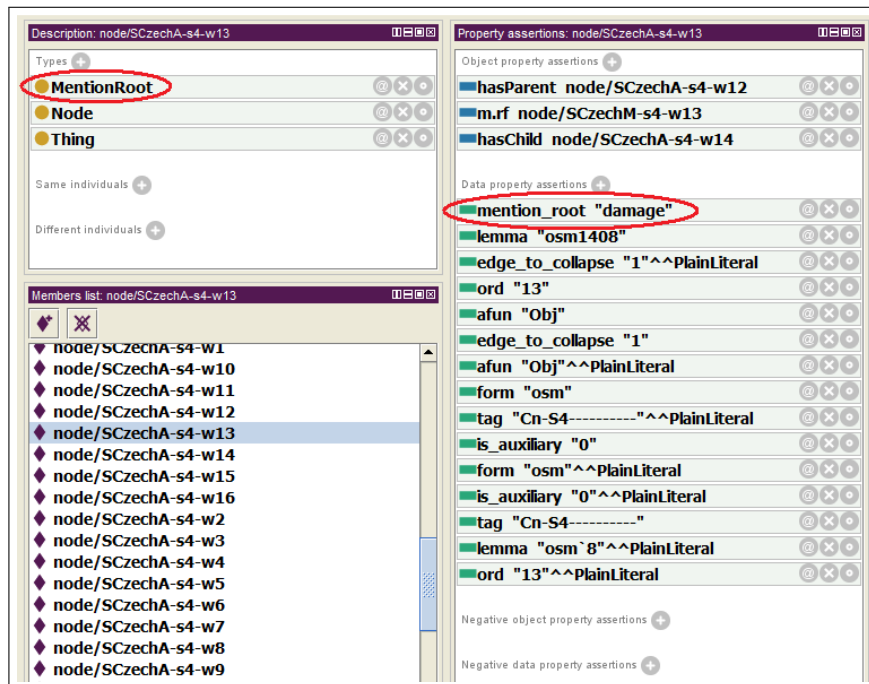 Description: node/SCzechA-s4-w13
Types
MentionRoot
Node
Thing
Same individuals
Different individuals
Members list: node/SCzechA-s4-w13
node/SCzechA-s4-w1
node/SCzechA-s4-w10
node/SCzechA-s4-w11
node/SCzechA-s4-w12
node/SCzechA-s4-w13
node/SCzechA-s4-w14
node/SCzechA-s4-w15
node/SCzechA-s4-w16
node/SCzechA-s4-w2
node/SCzechA-s4-w3
node/SCzechA-s4-w4
node/SCzechA-s4-w5
node/SCzechA-s4-w6
node/SCzechA-s4-w7
node/SCzechA-s4-w8
node/SCzechA-s4-w9
Property assertions: node/SCzechA-s4-w13
Object property assertions
hasParent node/SCzechA-s4-w12
m.rf node/SCzechM-s4-w13
hasChild node/SCzechA-s4-w14
Data property assertions
mention_root "damage"
lemma "osm1408"
edge_to_collapse "1"^^PlainLiteral
ord "13"
afun "Obj"
edge_to_collapse "1"
afun "Obj"^^PlainLiteral
form "osm"
tag "Cn-S4----------"^^PlainLiteral
is_auxiliary "0"
form "osm"^^PlainLiteral
is_auxiliary "0"^^PlainLiteral
tag "Cn-S4----------"
lemma "osm`8"^^PlainLiteral
ord "13"^^PlainLiteral
Negative object property assertions
Negative data property assertions